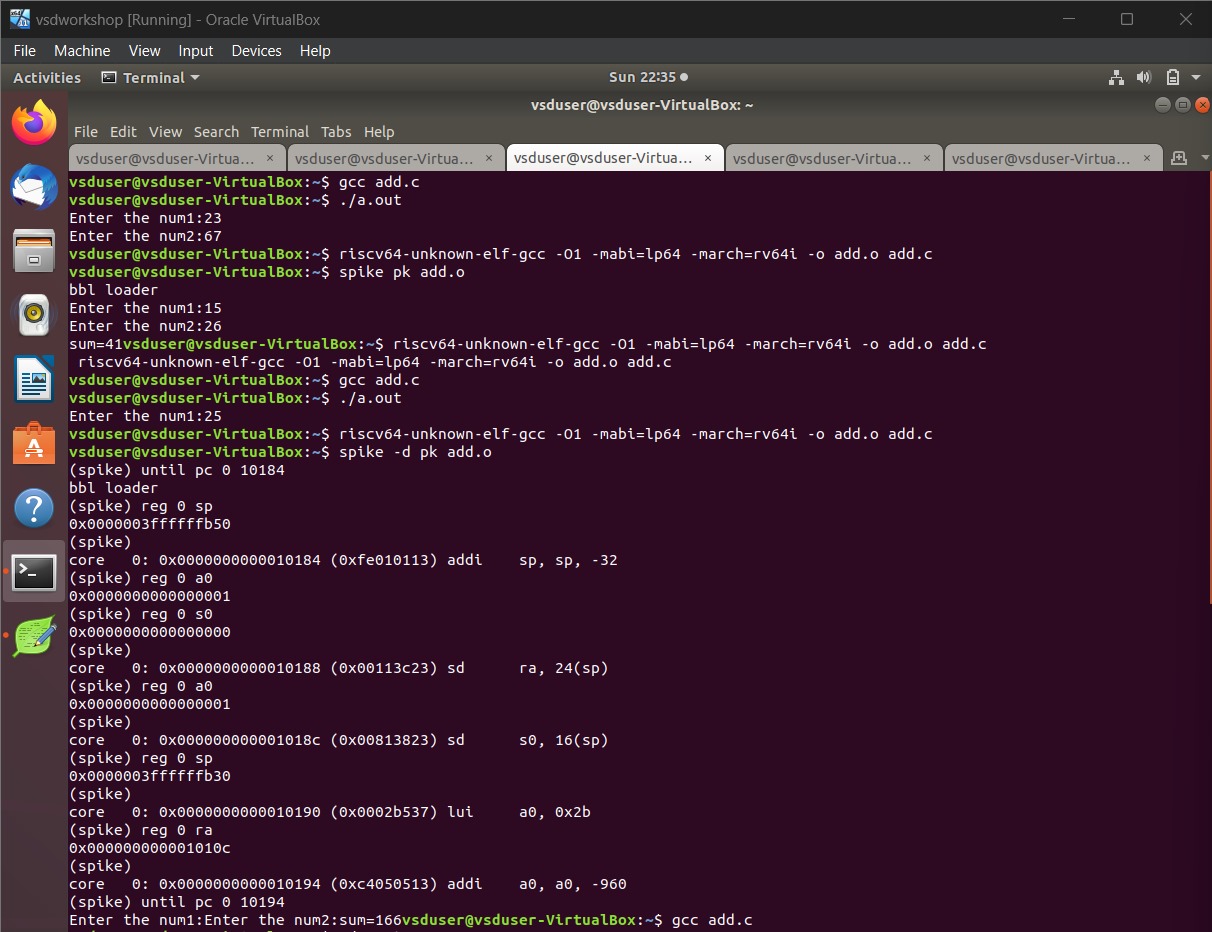 vsdworkshop [Running] - Oracle VirtualBox
File Machine View Input Devices Help
Activities Terminal Sun 22:35
vsduser@vsduser-VirtualBox: ~
File Edit View Search Terminal Tabs Help
vsduser@vsduser-Virtua... × vsduser@vsduser-Virtua... × vsduser@vsduser-Virtua... × vsduser@vsduser-Virtua... × vsduser@vsduser-Virtua... ×
vsduser@vsduser-VirtualBox:~$ gcc add.c
vsduser@vsduser-VirtualBox:~$ ./a.out
Enter the num1:23
Enter the num2:67
vsduser@vsduser-VirtualBox:~$ riscv64-unknown-elf-gcc -O1 -mabi=lp64 -march=rv64i -o add.o add.c
vsduser@vsduser-VirtualBox:~$ spike pk add.o
bbl loader
Enter the num1:15
Enter the num2:26
sum=41vsduser@vsduser-VirtualBox:~$ riscv64-unknown-elf-gcc -O1 -mabi=lp64 -march=rv64i -o add.o add.c
 riscv64-unknown-elf-gcc -O1 -mabi=lp64 -march=rv64i -o add.o add.c
vsduser@vsduser-VirtualBox:~$ gcc add.c
vsduser@vsduser-VirtualBox:~$ ./a.out
Enter the num1:25
vsduser@vsduser-VirtualBox:~$ riscv64-unknown-elf-gcc -O1 -mabi=lp64 -march=rv64i -o add.o add.c
vsduser@vsduser-VirtualBox:~$ spike -d pk add.o
(spike) until pc 0 10184
bbl loader
(spike) reg 0 sp
0x0000003ffffffb50
(spike)
core   0: 0x0000000000010184 (0xfe010113) addi    sp, sp, -32
(spike) reg 0 a0
0x0000000000000001
(spike) reg 0 s0
0x0000000000000000
(spike)
core   0: 0x0000000000010188 (0x00113c23) sd      ra, 24(sp)
(spike) reg 0 a0
0x0000000000000001
(spike)
core   0: 0x000000000001018c (0x00813823) sd      s0, 16(sp)
(spike) reg 0 sp
0x0000003ffffffb30
(spike)
core   0: 0x0000000000010190 (0x0002b537) lui     a0, 0x2b
(spike) reg 0 ra
0x000000000001010c
(spike)
core   0: 0x0000000000010194 (0xc4050513) addi    a0, a0, -960
(spike) until pc 0 10194
Enter the num1:Enter the num2:sum=166vsduser@vsduser-VirtualBox:~$ gcc add.c